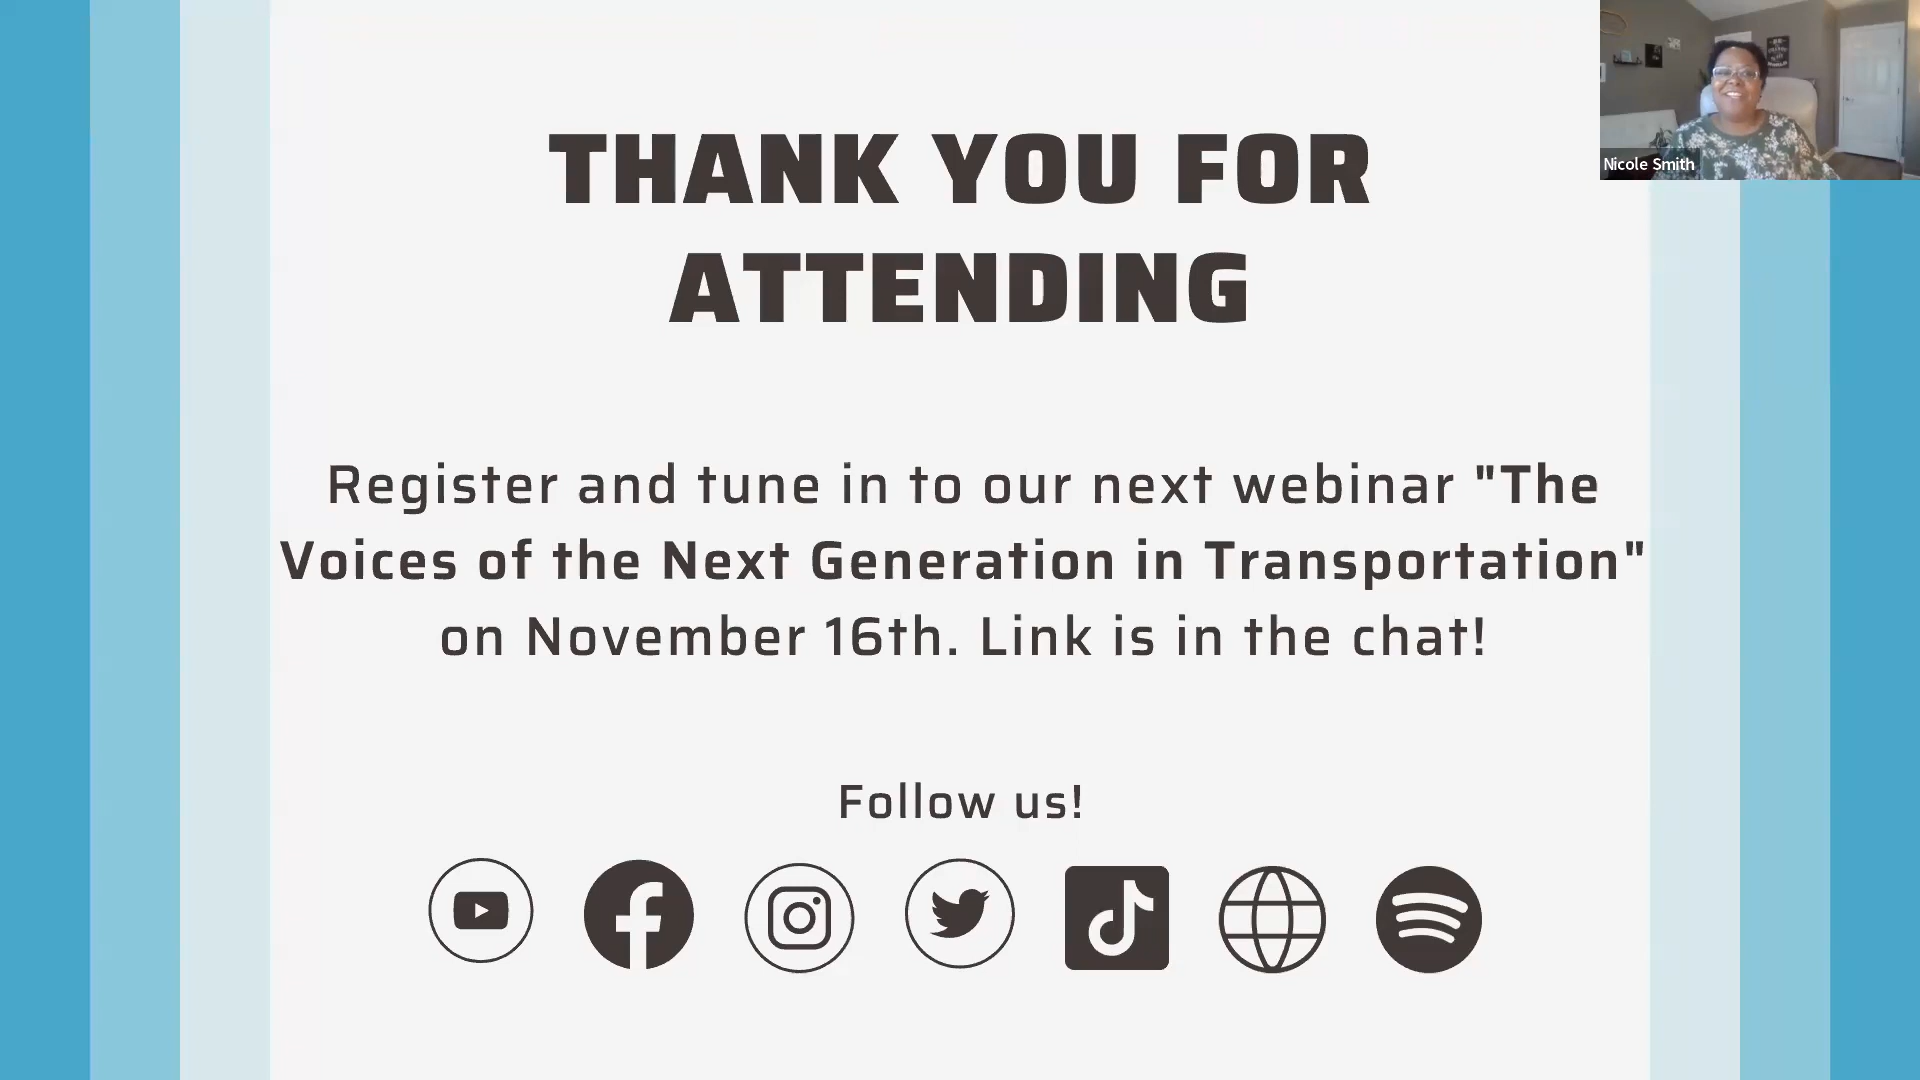 THANK YOU FOR
ATTENDING
Nicole Smith
Register and tune in to our next webinar "The
Voices of the Next Generation in Transportation"
on November 16th. Link is in the chat!
Follow us!